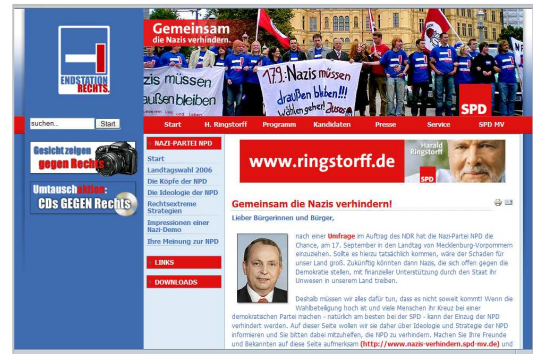 Gemeinsam
die Nazis verhindern.
zis müssen
außen bleiben
179.: Nazis müssen
draußen bleiben!!!
Wählen gehen! Jusos
SPD
ENDSTATION
RECHTS.
suchen...
Start
Start
H. Ringstorff
Programm
Kandidaten
Presse
Service
SPD MV
Gesicht zeigen
gegen Rechts
Umtauschaktion:
CDs GEGEN Rechts
NAZI-PARTEI NPD
Start
Landtagswahl 2006
Die Köpfe der NPD
Die Ideologie der NPD
Rechtsextreme
Strategien
Impressionen einer
Nazi-Demo
Ihre Meinung zur NPD
LINKS
DOWNLOADS
www.ringstorff.de
Harald
Ringstorff
SPD
Gemeinsam die Nazis verhindern!
Lieber Bürgerinnen und Bürger,
nach einer Umfrage im Auftrag des NDR hat die Nazi-Partei NPD die
Chance, am 17. September in den Landtag von Mecklenburg-Vorpommern
einzuziehen. Sollte es hierzu tatsächlich kommen, wäre der Schaden für
unser Land groß. Zukünftig könnten dann Nazis, die sich offen gegen die
Demokratie stellen, mit finanzieller Unterstützung durch den Staat ihr
Unwesen in unserem Land treiben.
Deshalb müssen wir alles dafür tun, dass es nicht soweit kommt! Wenn die
Wahlbeteiligung hoch ist und viele Menschen ihr Kreuz bei einer
demokratischen Partei machen - natürlich am besten bei der SPD - kann der Einzug der NPD
verhindert werden. Auf dieser Seite wollen wir sie daher über Ideologie und Strategie der NPD
informieren und Sie bitten dabei mitzuhelfen, die NPD zu verhindern. Machen Sie Ihre Freunde
und Bekannten auf diese Seite aufmerksam (http://www.nazis-verhindern.spd-mv.de) und